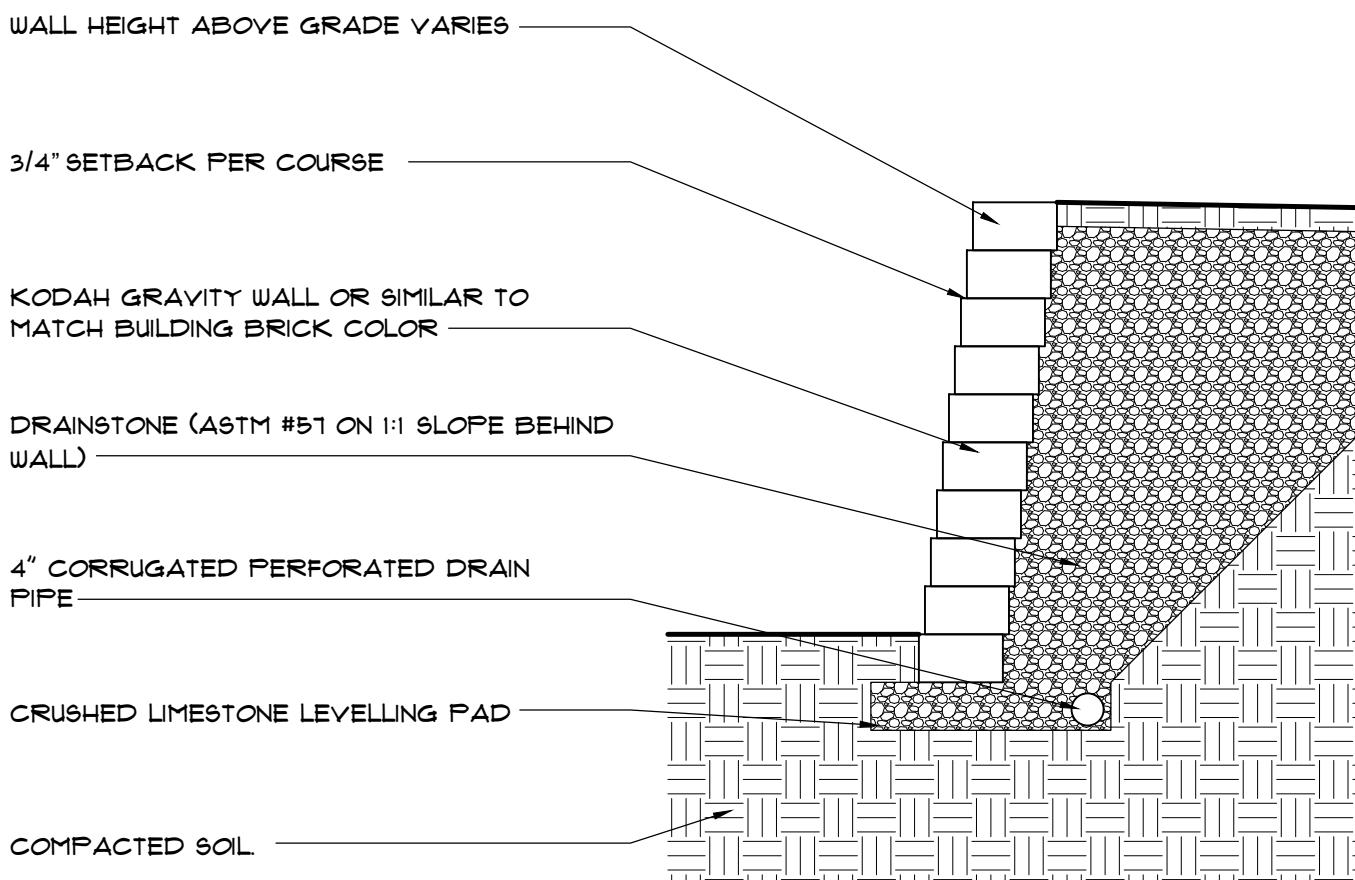 WALL HEIGHT ABOVE GRADE VARIES
3/4" SETBACK PER COURSE
KODAH GRAVITY WALL OR SIMILAR TO
MATCH BUILDING BRICK COLOR
DRAINSTONE (ASTM #57 ON 1:1 SLOPE BEHIND
WALL)
4" CORRUGATED PERFORATED DRAIN
PIPE
CRUSHED LIMESTONE LEVELLING PAD
COMPACTED SOIL.